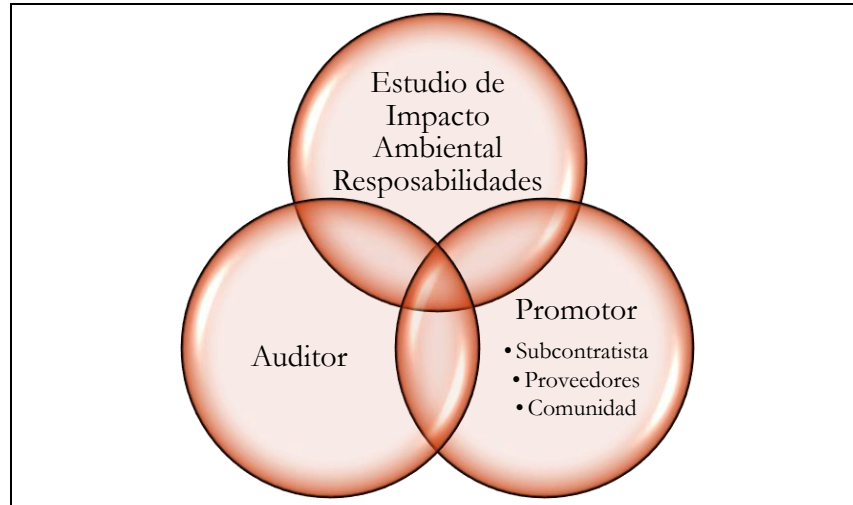 Estudio de
Impacto
Ambiental
Resposabilidades
Auditor
Promotor
• Subcontratista
• Proveedores
• Comunidad